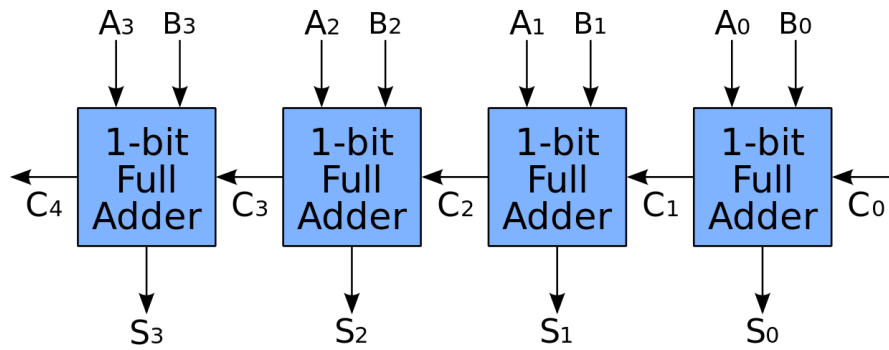 A3 B3 A2 B2 A1 B1 A0 B0
1-bit Full Adder
1-bit Full Adder
1-bit Full Adder
1-bit Full Adder
C4 C3 C2 C1 C0
S3 S2 S1 S0